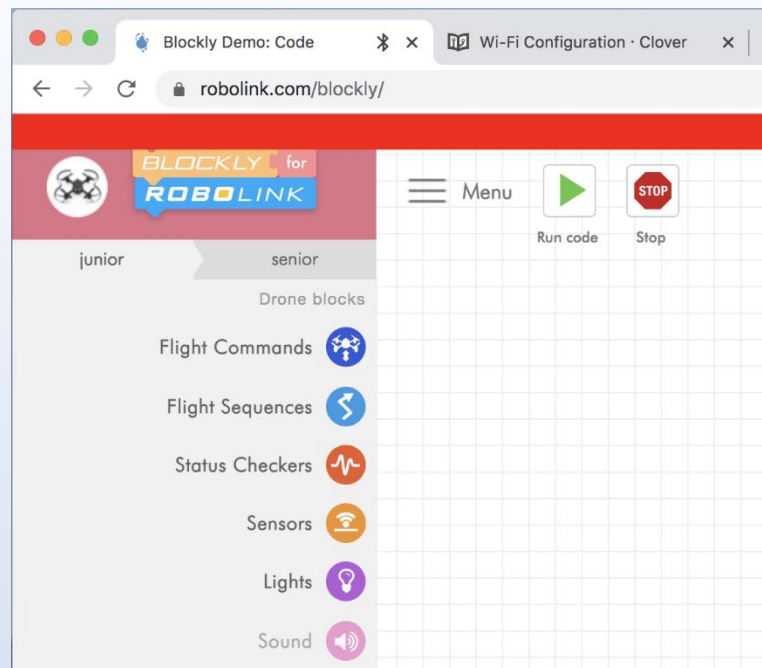 Blockly Demo: Code
Wi-Fi Configuration · Clover
robolink.com/blockly/
BLOCKLY for
ROBOLINK
Menu
STOP
Run code
Stop
junior
senior
Drone blocks
Flight Commands
Flight Sequences
Status Checkers
Sensors
Lights
Sound